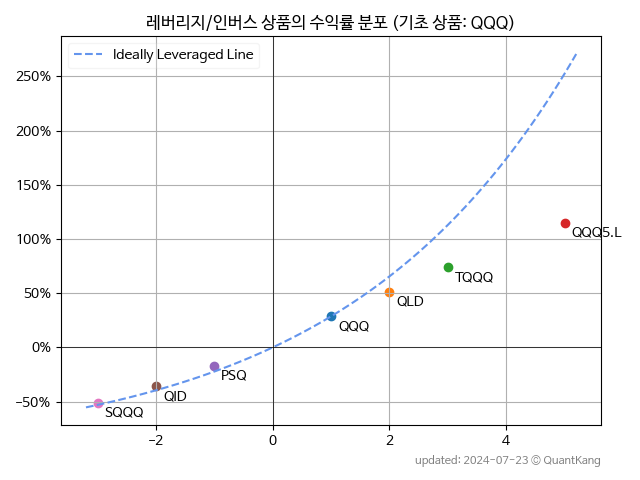 레버리지/인버스 상품의 수익률 분포 (기초 상품: QQQ)
Ideally Leveraged Line
250%
200%
150%
100%
50%
0%
−50%
QQQ5.L
TQQQ
QLD
QQQ
PSQ
QID
SQQQ
−2 0 2 4
updated: 2024-07-23 © QuantKang